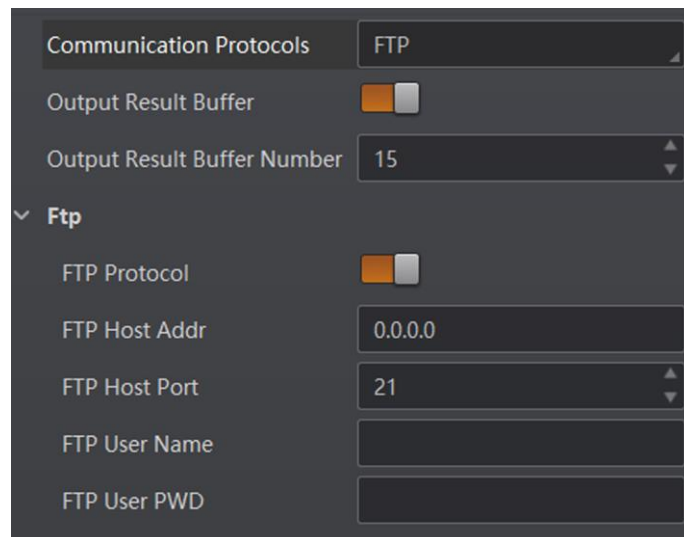 Communication Protocols FTP
Output Result Buffer
Output Result Buffer Number 15
Ftp
FTP Protocol
FTP Host Addr 0.0.0.0
FTP Host Port 21
FTP User Name
FTP User PWD